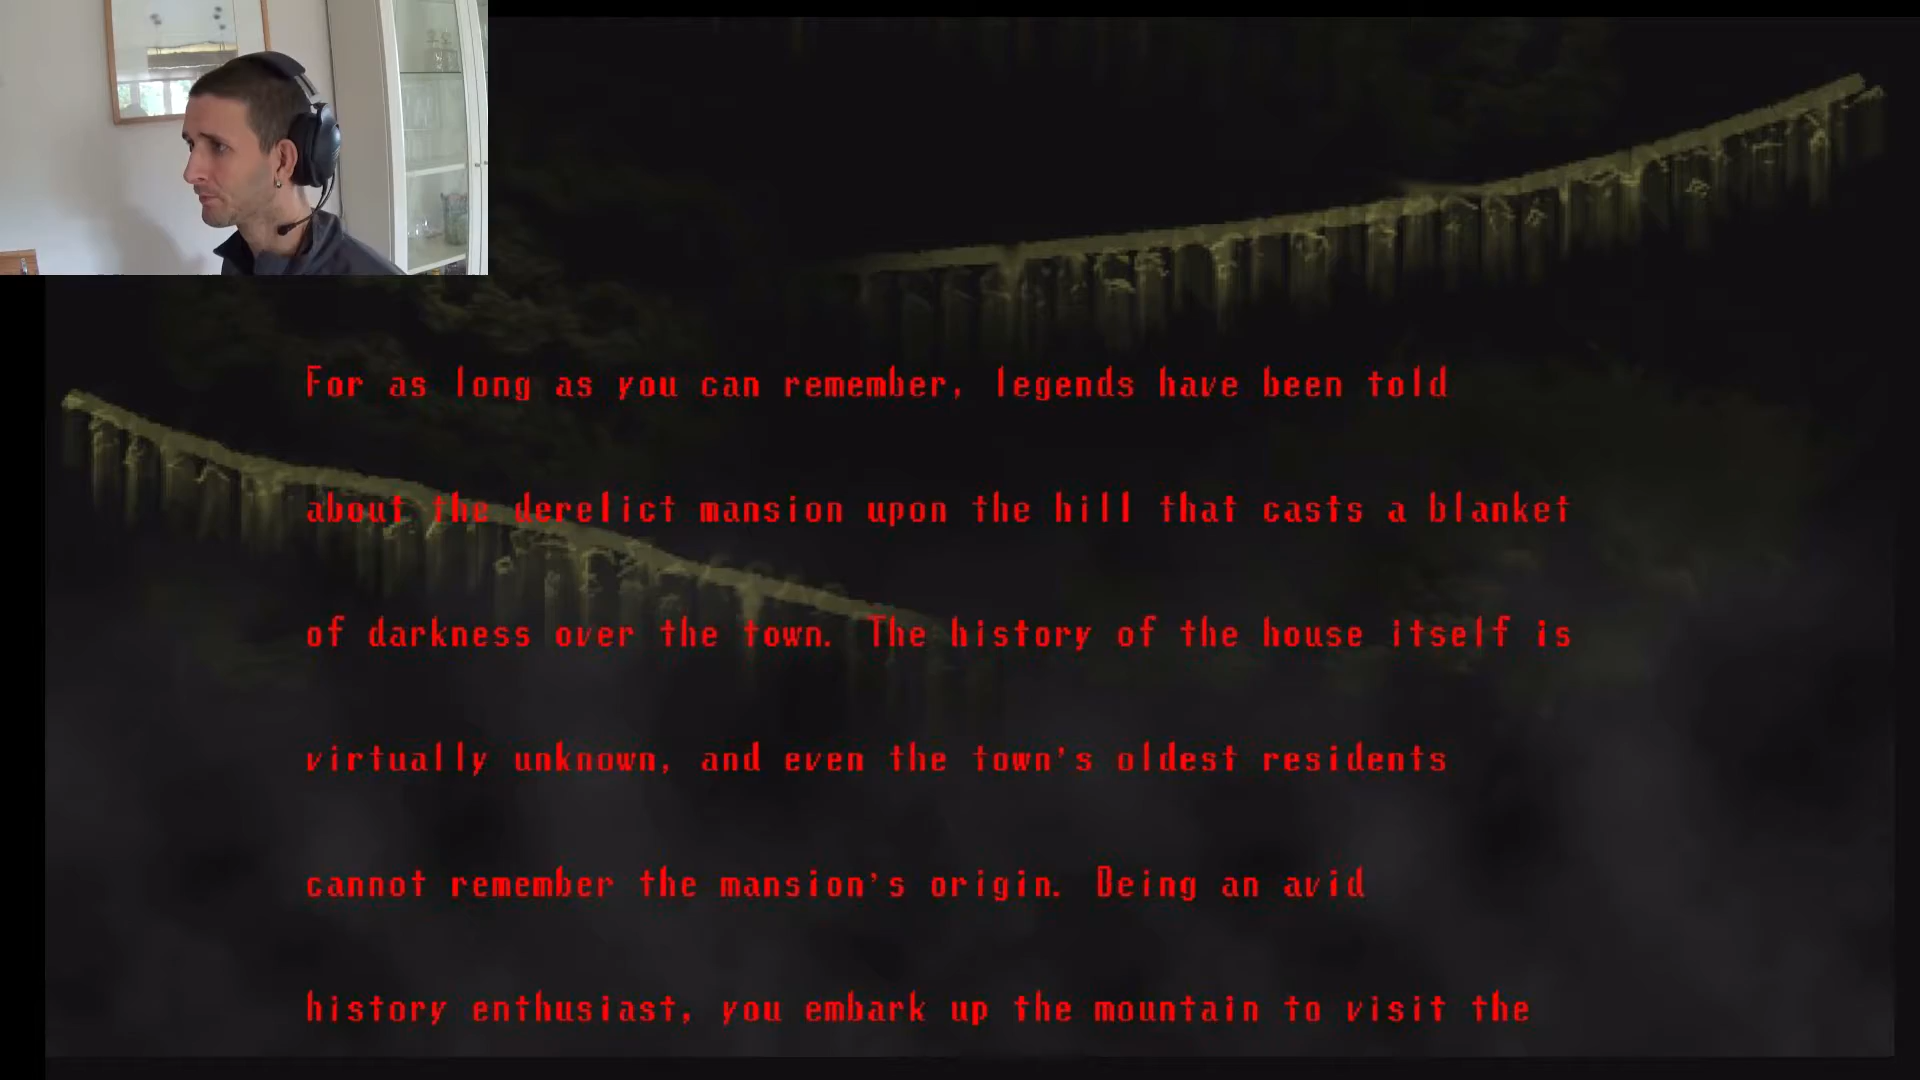 For as long as you can remember, legends have been told
about the derelict mansion upon the hill that casts a blanket
of darkness over the town. The history of the house itself is
virtually unknown, and even the town's oldest residents
cannot remember the mansion's origin. Being an avid
history enthusiast, you embark up the mountain to visit the